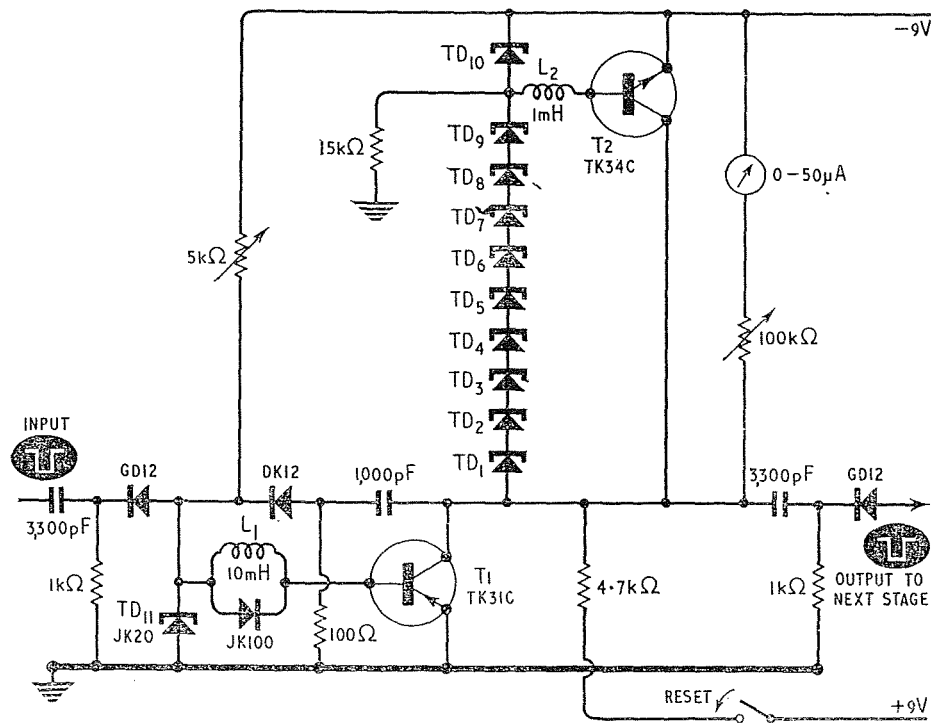 −9V
TD10
L2
1mH
T2
TK34C
15kΩ
TD9
TD8
TD7
TD6
TD5
TD4
TD3
TD2
TD1
0–50μA
5kΩ
100kΩ
INPUT
3,300pF
GD12
DK12
1,000pF
3,300pF
GD12
L1
10mH
T1
TK31C
1kΩ
TD11
JK20
JK100
100Ω
4·7kΩ
1kΩ
OUTPUT TO
NEXT STAGE
RESET
+9V